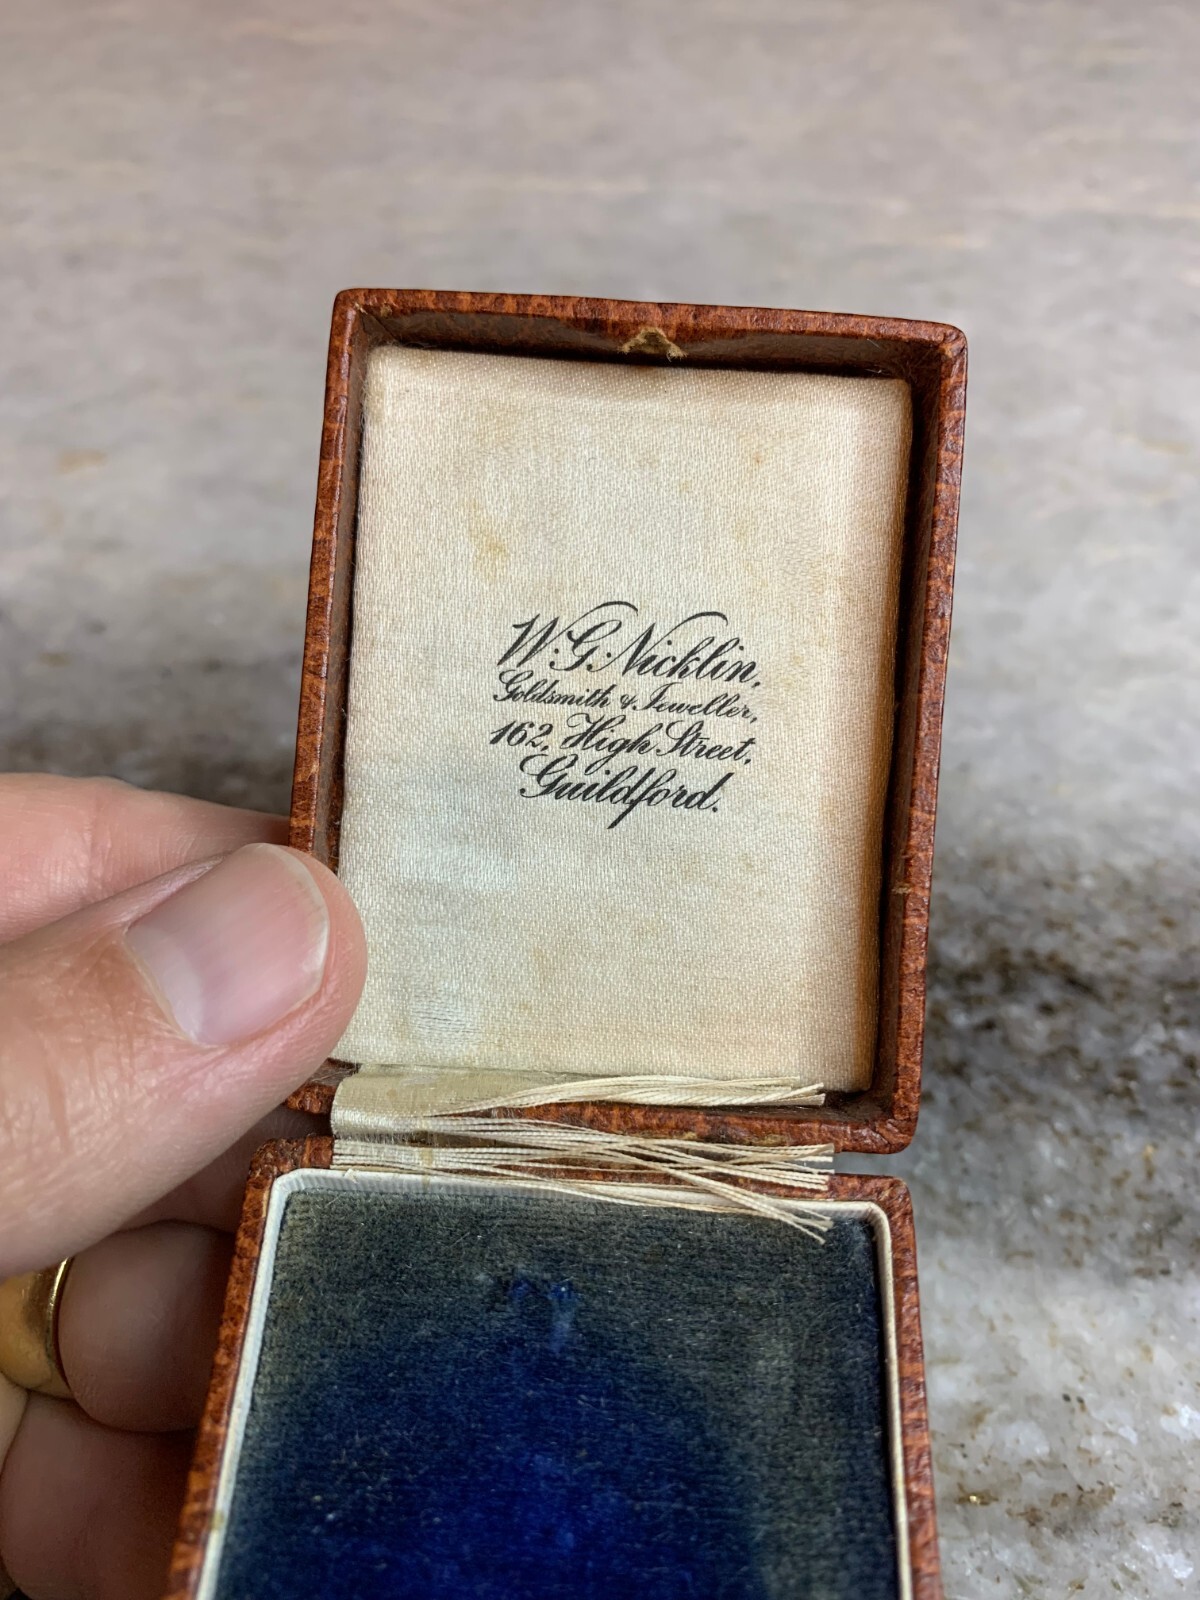 W. G. Nicklin,
Goldsmith & Jeweller,
162, High Street,
Guildford.